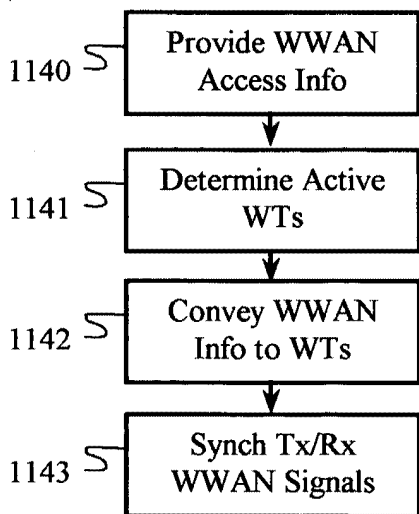 Provide WWAN
Access Info
1140
Determine Active
WTs
1141
Convey WWAN
Info to WTs
1142
Synch Tx/Rx
WWAN Signals
1143